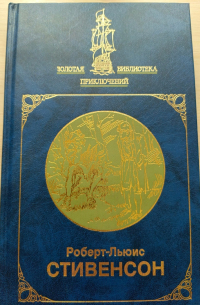 ЗОЛОТАЯ БИБЛИОТЕКА
ПРИКЛЮЧЕНИЙ
Роберт-Льюис
СТИВЕНСОН